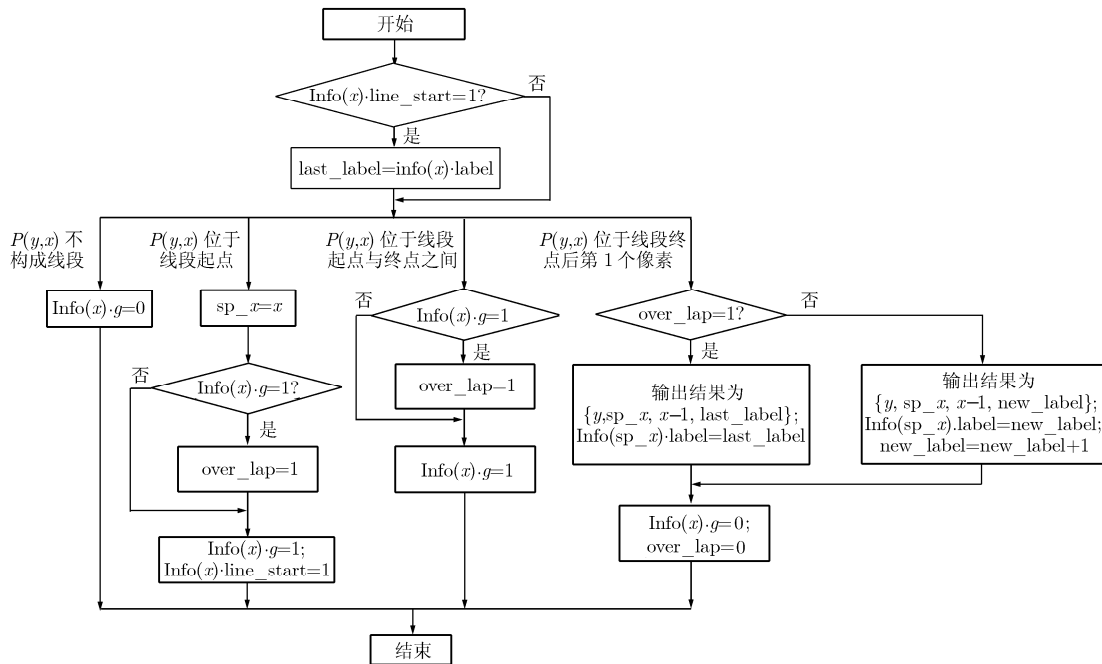 开始
Info(x)·line_start=1?
否
是
last_label=info(x)·label
P(y,x) 不
构成线段
P(y,x) 位于
线段起点
P(y,x) 位于线段
起点与终点之间
P(y,x) 位于线段终
点后第 1 个像素
Info(x)·g=0
sp_x=x
否
Info(x)·g=1
是
over_lap=1?
否
是
否
Info(x)·g=1?
是
over_lap−1
输出结果为
{y,sp_x, x−1, last_label};
Info(sp_x)·label=last_label
输出结果为
{y, sp_x, x−1, new_label};
Info(sp_x).label=new_label;
new_label=new_label+1
over_lap=1
Info(x)·g=1
Info(x)·g=0;
over_lap=0
Info(x)·g=1;
Info(x)·line_start=1
结束